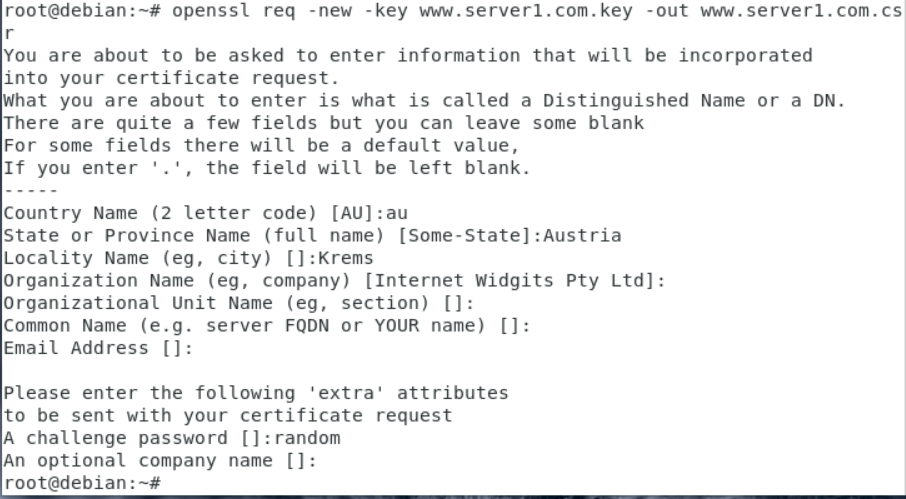 root@debian:~# openssl req -new -key www.server1.com.key -out www.server1.com.cs
r
You are about to be asked to enter information that will be incorporated
into your certificate request.
What you are about to enter is what is called a Distinguished Name or a DN.
There are quite a few fields but you can leave some blank
For some fields there will be a default value,
If you enter '.', the field will be left blank.
-----
Country Name (2 letter code) [AU]:au
State or Province Name (full name) [Some-State]:Austria
Locality Name (eg, city) []:Krems
Organization Name (eg, company) [Internet Widgits Pty Ltd]:
Organizational Unit Name (eg, section) []:
Common Name (e.g. server FQDN or YOUR name) []:
Email Address []:

Please enter the following 'extra' attributes
to be sent with your certificate request
A challenge password []:random
An optional company name []:
root@debian:~#